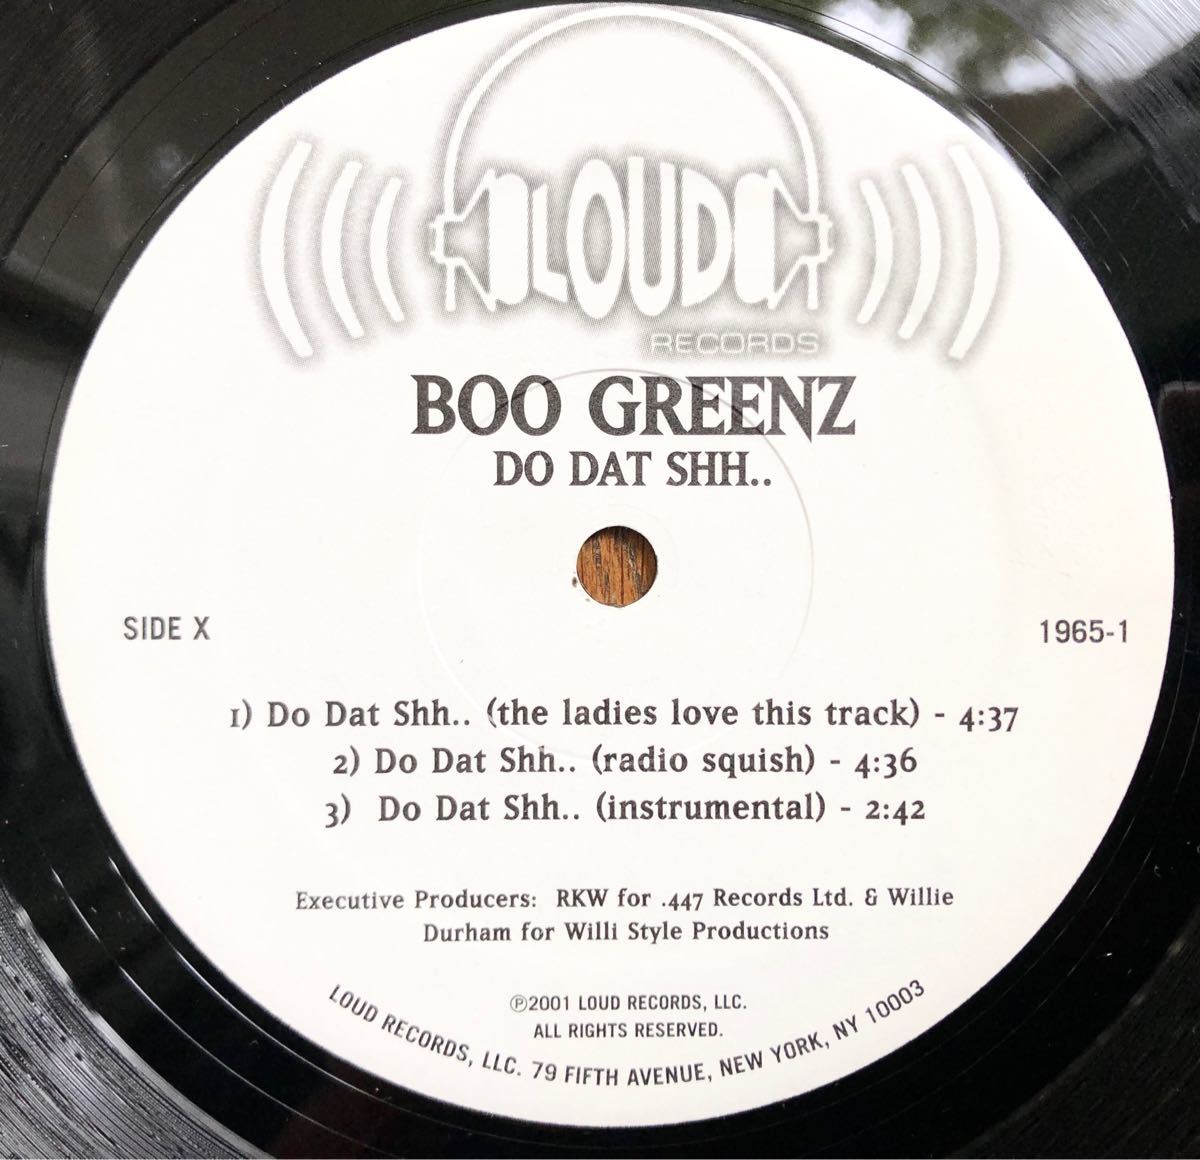 LOUD
RECORDS
BOO GREENZ
DO DAT SHH..
SIDE X
1965-1
1) Do Dat Shh.. (the ladies love this track) - 4:37
2) Do Dat Shh.. (radio squish) - 4:36
3) Do Dat Shh.. (instrumental) - 2:42
Executive Producers: RKW for .447 Records Ltd. & Willie
Durham for Willi Style Productions
℗2001 LOUD RECORDS, LLC.
ALL RIGHTS RESERVED.
LOUD RECORDS, LLC. 79 FIFTH AVENUE, NEW YORK, NY 10003